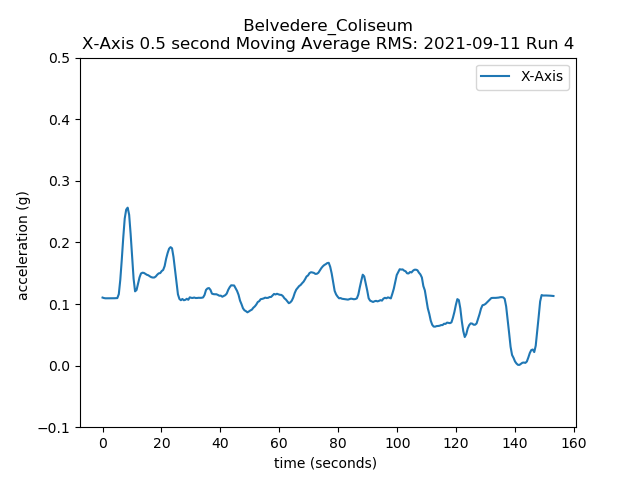 Belvedere_Coliseum
X-Axis 0.5 second Moving Average RMS: 2021-09-11 Run 4
X-Axis
0.5
0.4
0.3
0.2
0.1
0.0
−0.1
acceleration (g)
0 20 40 60 80 100 120 140 160
time (seconds)